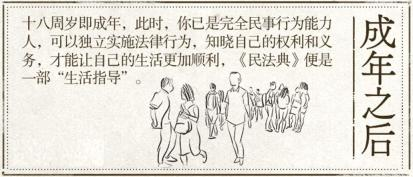 十八周岁即成年，此时，你已是完全民事行为能力
人，可以独立实施法律行为，知晓自己的权利和义
务，才能让自己的生活更加顺利，《民法典》便是
一部“生活指导”。
成年之后